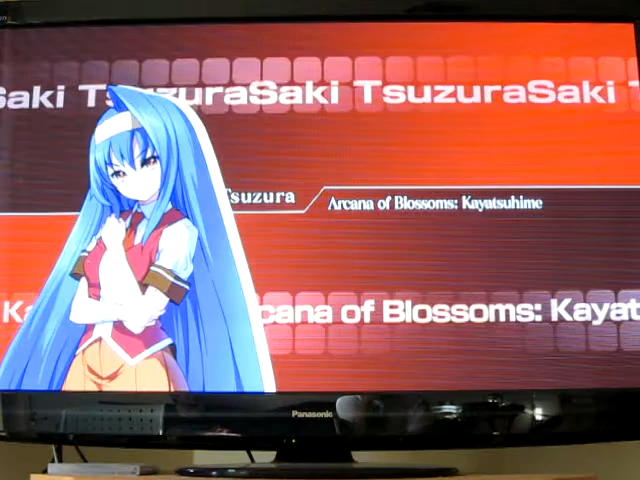 Saki TsuzuraSaki TsuzuraSaki
Tsuzura
Arcana of Blossoms: Kayatsuhime
Arcana of Blossoms: Kayat
Panasonic